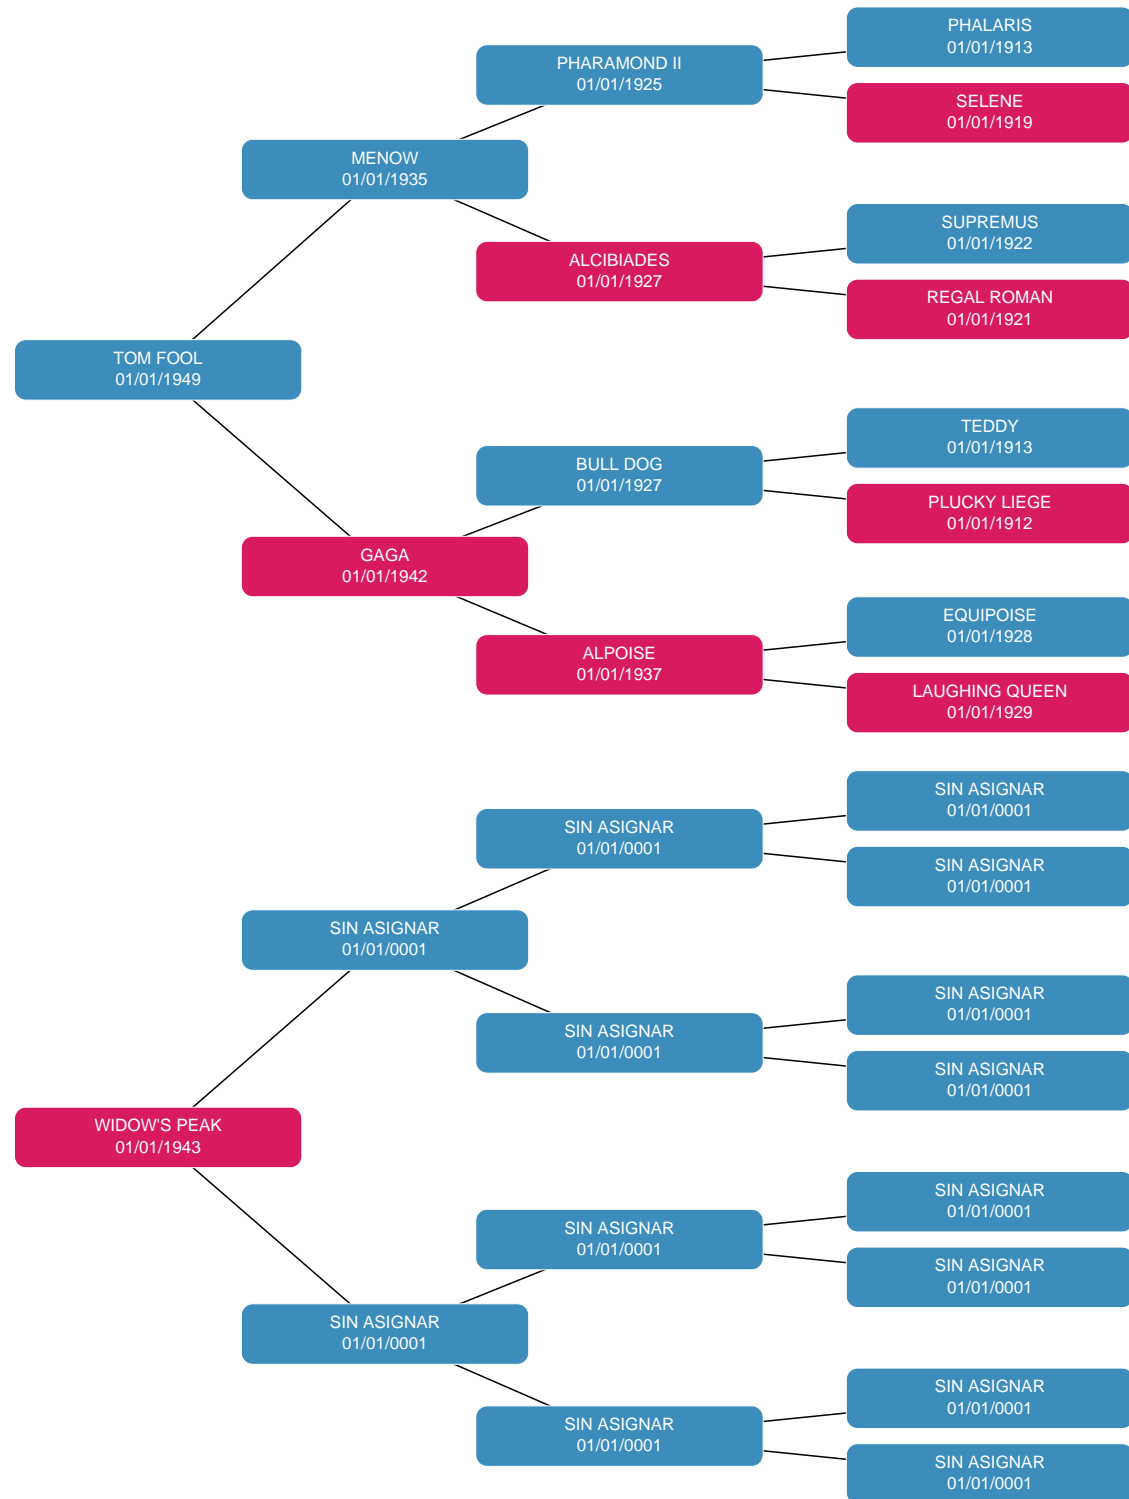 PHALARIS
01/01/1913
PHARAMOND II
01/01/1925
SELENE
01/01/1919
MENOW
01/01/1935
SUPREMUS
01/01/1922
ALCIBIADES
01/01/1927
REGAL ROMAN
01/01/1921
TOM FOOL
01/01/1949
TEDDY
01/01/1913
BULL DOG
01/01/1927
PLUCKY LIEGE
01/01/1912
GAGA
01/01/1942
EQUIPOISE
01/01/1928
ALPOISE
01/01/1937
LAUGHING QUEEN
01/01/1929
SIN ASIGNAR
01/01/0001
SIN ASIGNAR
01/01/0001
SIN ASIGNAR
01/01/0001
SIN ASIGNAR
01/01/0001
SIN ASIGNAR
01/01/0001
SIN ASIGNAR
01/01/0001
SIN ASIGNAR
01/01/0001
WIDOW'S PEAK
01/01/1943
SIN ASIGNAR
01/01/0001
SIN ASIGNAR
01/01/0001
SIN ASIGNAR
01/01/0001
SIN ASIGNAR
01/01/0001
SIN ASIGNAR
01/01/0001
SIN ASIGNAR
01/01/0001
SIN ASIGNAR
01/01/0001